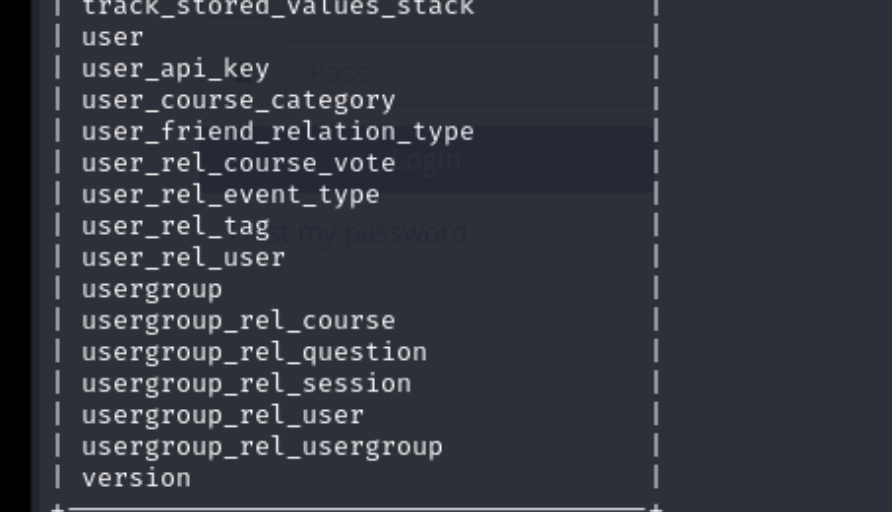 track_stored_values_stack
user
user_api_key
Pass
user_course_category
user_friend_relation_type
user_rel_course_vote
Login
user_rel_event_type
user_rel_tag
my password
user_rel_user
usergroup
usergroup_rel_course
usergroup_rel_question
usergroup_rel_session
usergroup_rel_user
usergroup_rel_usergroup
version